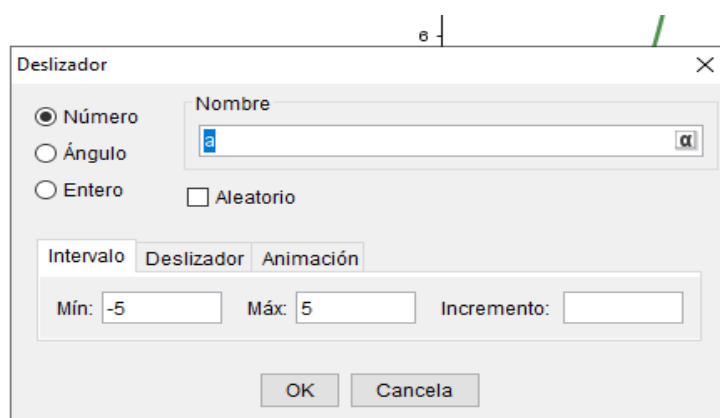 6
Deslizador
Número
Nombre
a
α
Ángulo
Entero
Aleatorio
Intervalo Deslizador Animación
Mín: -5 Máx: 5 Incremento:
OK Cancela